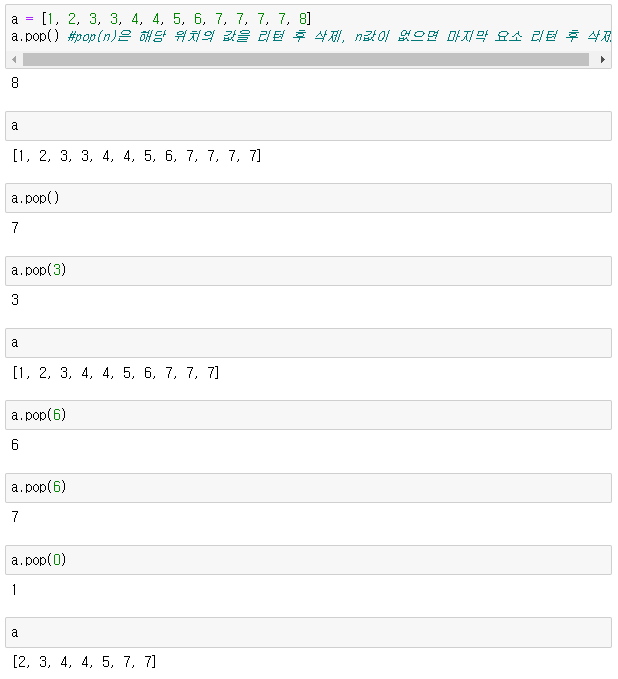 a = [1, 2, 3, 3, 4, 4, 5, 6, 7, 7, 7, 7, 8]
a.pop() #pop(n)은 해당 위치의 값을 리턴 후 삭제, n값이 없으면 마지막 요소 리턴 후 삭제
8
a
[1, 2, 3, 3, 4, 4, 5, 6, 7, 7, 7, 7]
a.pop()
7
a.pop(3)
3
a
[1, 2, 3, 4, 4, 5, 6, 7, 7, 7]
a.pop(6)
6
a.pop(6)
7
a.pop(0)
1
a
[2, 3, 4, 4, 5, 7, 7]